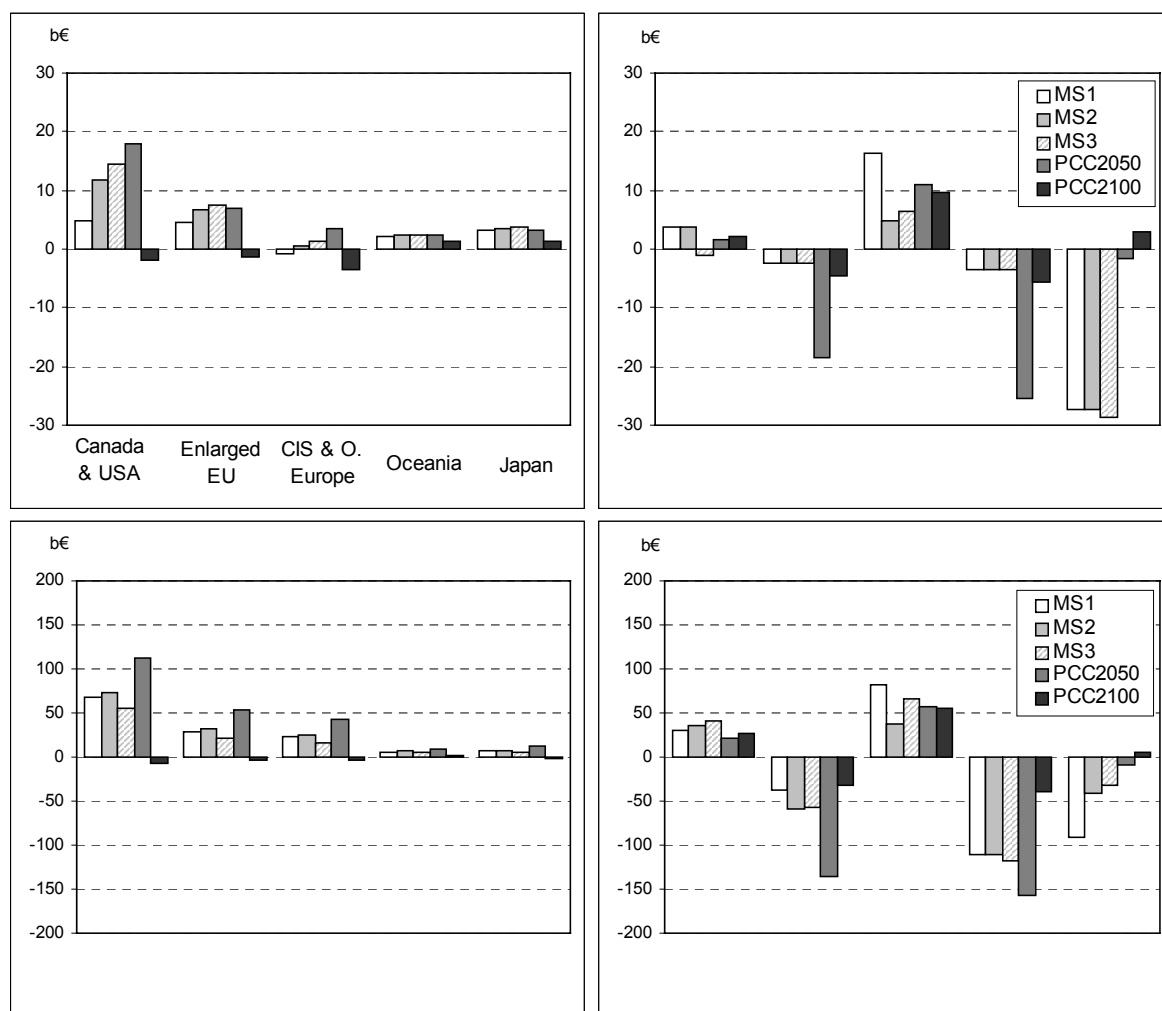 b€
30
20
10
0
-10
-20
-30
Canada & USA
Enlarged EU
CIS & O. Europe
Oceania
Japan
b€
30
20
10
0
-10
-20
-30
MS1
MS2
MS3
PCC2050
PCC2100
b€
200
150
100
50
0
-50
-100
-150
-200
b€
200
150
100
50
0
-50
-100
-150
-200
MS1
MS2
MS3
PCC2050
PCC2100